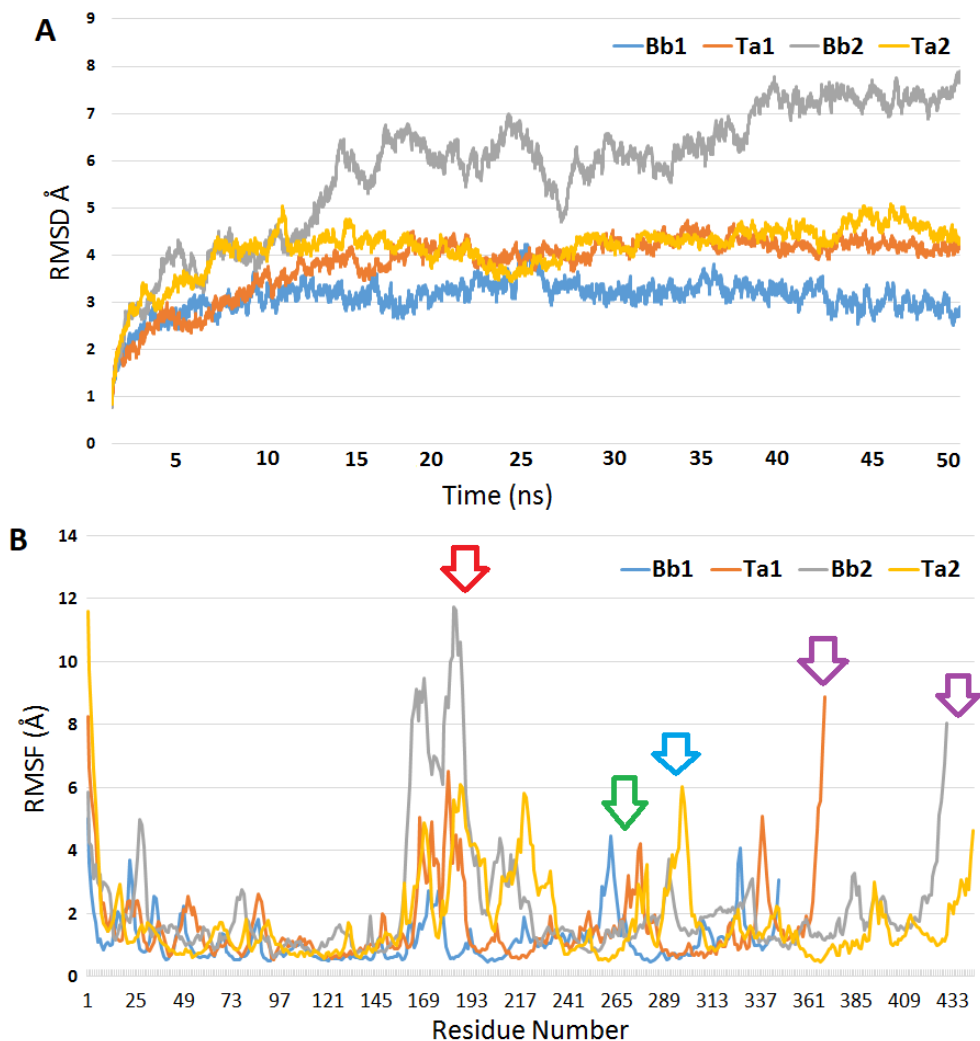 A
9
Bb1 Ta1 Bb2 Ta2
8
7
6
5
4
3
2
1
0
RMSD Å
5 10 15 20 25 30 35 40 45 50
Time (ns)
B
14
Bb1 Ta1 Bb2 Ta2
12
10
8
6
4
2
0
RMSF (Å)
1 25 49 73 97 121 145 169 193 217 241 265 289 313 337 361 385 409 433
Residue Number